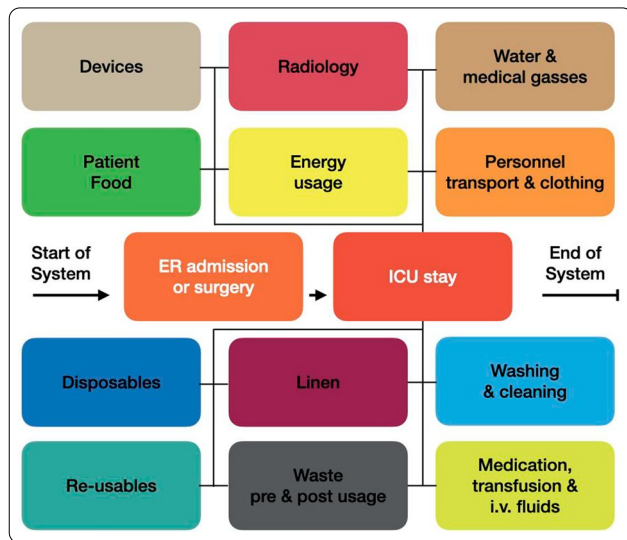 Devices
Radiology
Water &
medical gasses
Patient
Food
Energy
usage
Personnel
transport & clothing
Start of
System
ER admission
or surgery
ICU stay
End of
System
Disposables
Linen
Washing
& cleaning
Re-usables
Waste
pre & post usage
Medication,
transfusion &
i.v. fluids